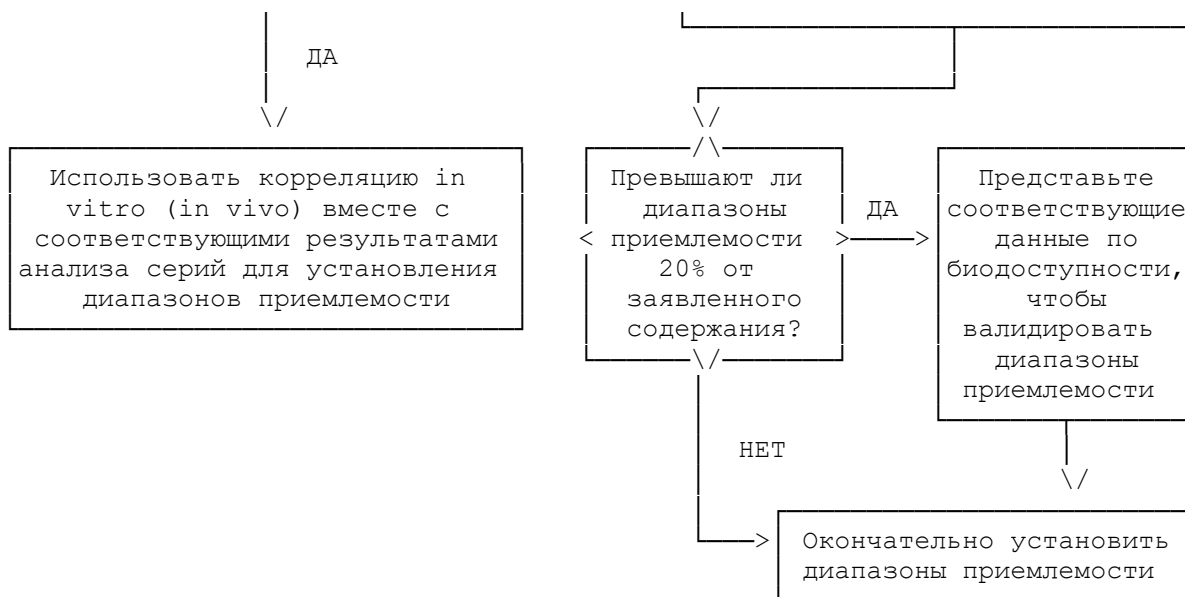 ДА
Использовать корреляцию in
vitro (in vivo) вместе с
соответствующими результатами
анализа серий для установления
диапазонов приемлемости
Превышают ли
диапазоны
приемлемости
20% от
заявленного
содержания?
ДА
Представьте
соответствующие
данные по
биодоступности,
чтобы
валидировать
диапазоны
приемлемости
НЕТ
Окончательно установить
диапазоны приемлемости